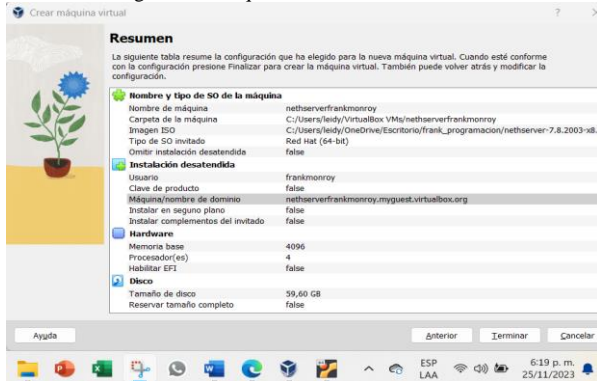 Crear máquina virtual
Resumen
La siguiente tabla resume la configuración que ha elegido para la nueva máquina virtual. Cuando esté conforme
con la configuración presione Finalizar para crear la máquina virtual. También puede volver atrás y modificar la
configuración.
Nombre y tipo de SO de la máquina
Nombre de máquina nethserverfrankmonroy
Carpeta de la máquina C:/Users/leidy/VirtualBox VMs/nethserverfrankmonroy
Imagen ISO C:/Users/leidy/OneDrive/Escritorio/frank_programacion/nethserver-7.8.2003-x8.
Tipo de SO invitado Red Hat (64-bit)
Omitir instalación desatendida false
Instalación desatendida
Usuario frankmonroy
Clave de producto false
Máquina/nombre de dominio nethserverfrankmonroy.myguest.virtualbox.org
Instalar en seguno plano false
Instalar complementos del invitado false
Hardware
Memoria base 4096
Procesador(es) 4
Habilitar EFI false
Disco
Tamaño de disco 59,60 GB
Reservar tamaño completo false
Ayuda Anterior Terminar Cancelar
ESP
LAA
6:19 p. m.
25/11/2023